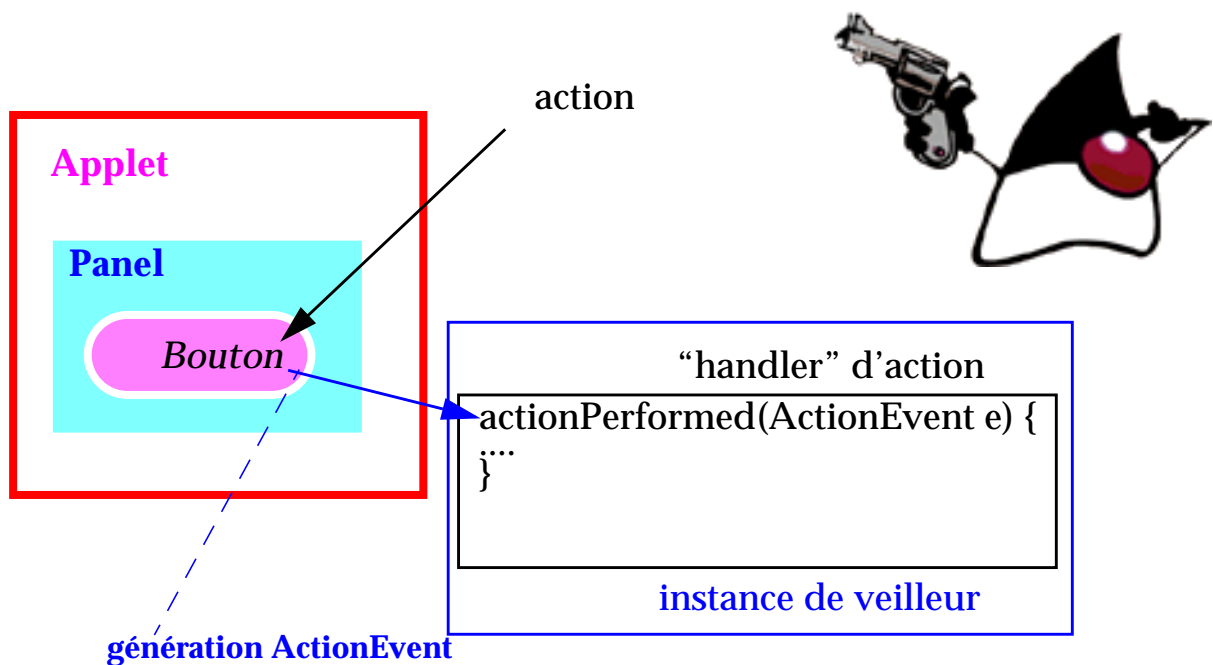 action
Applet
Panel
Bouton
“handler” d’action
actionPerformed(ActionEvent e) {
....
}
instance de veilleur
génération ActionEvent